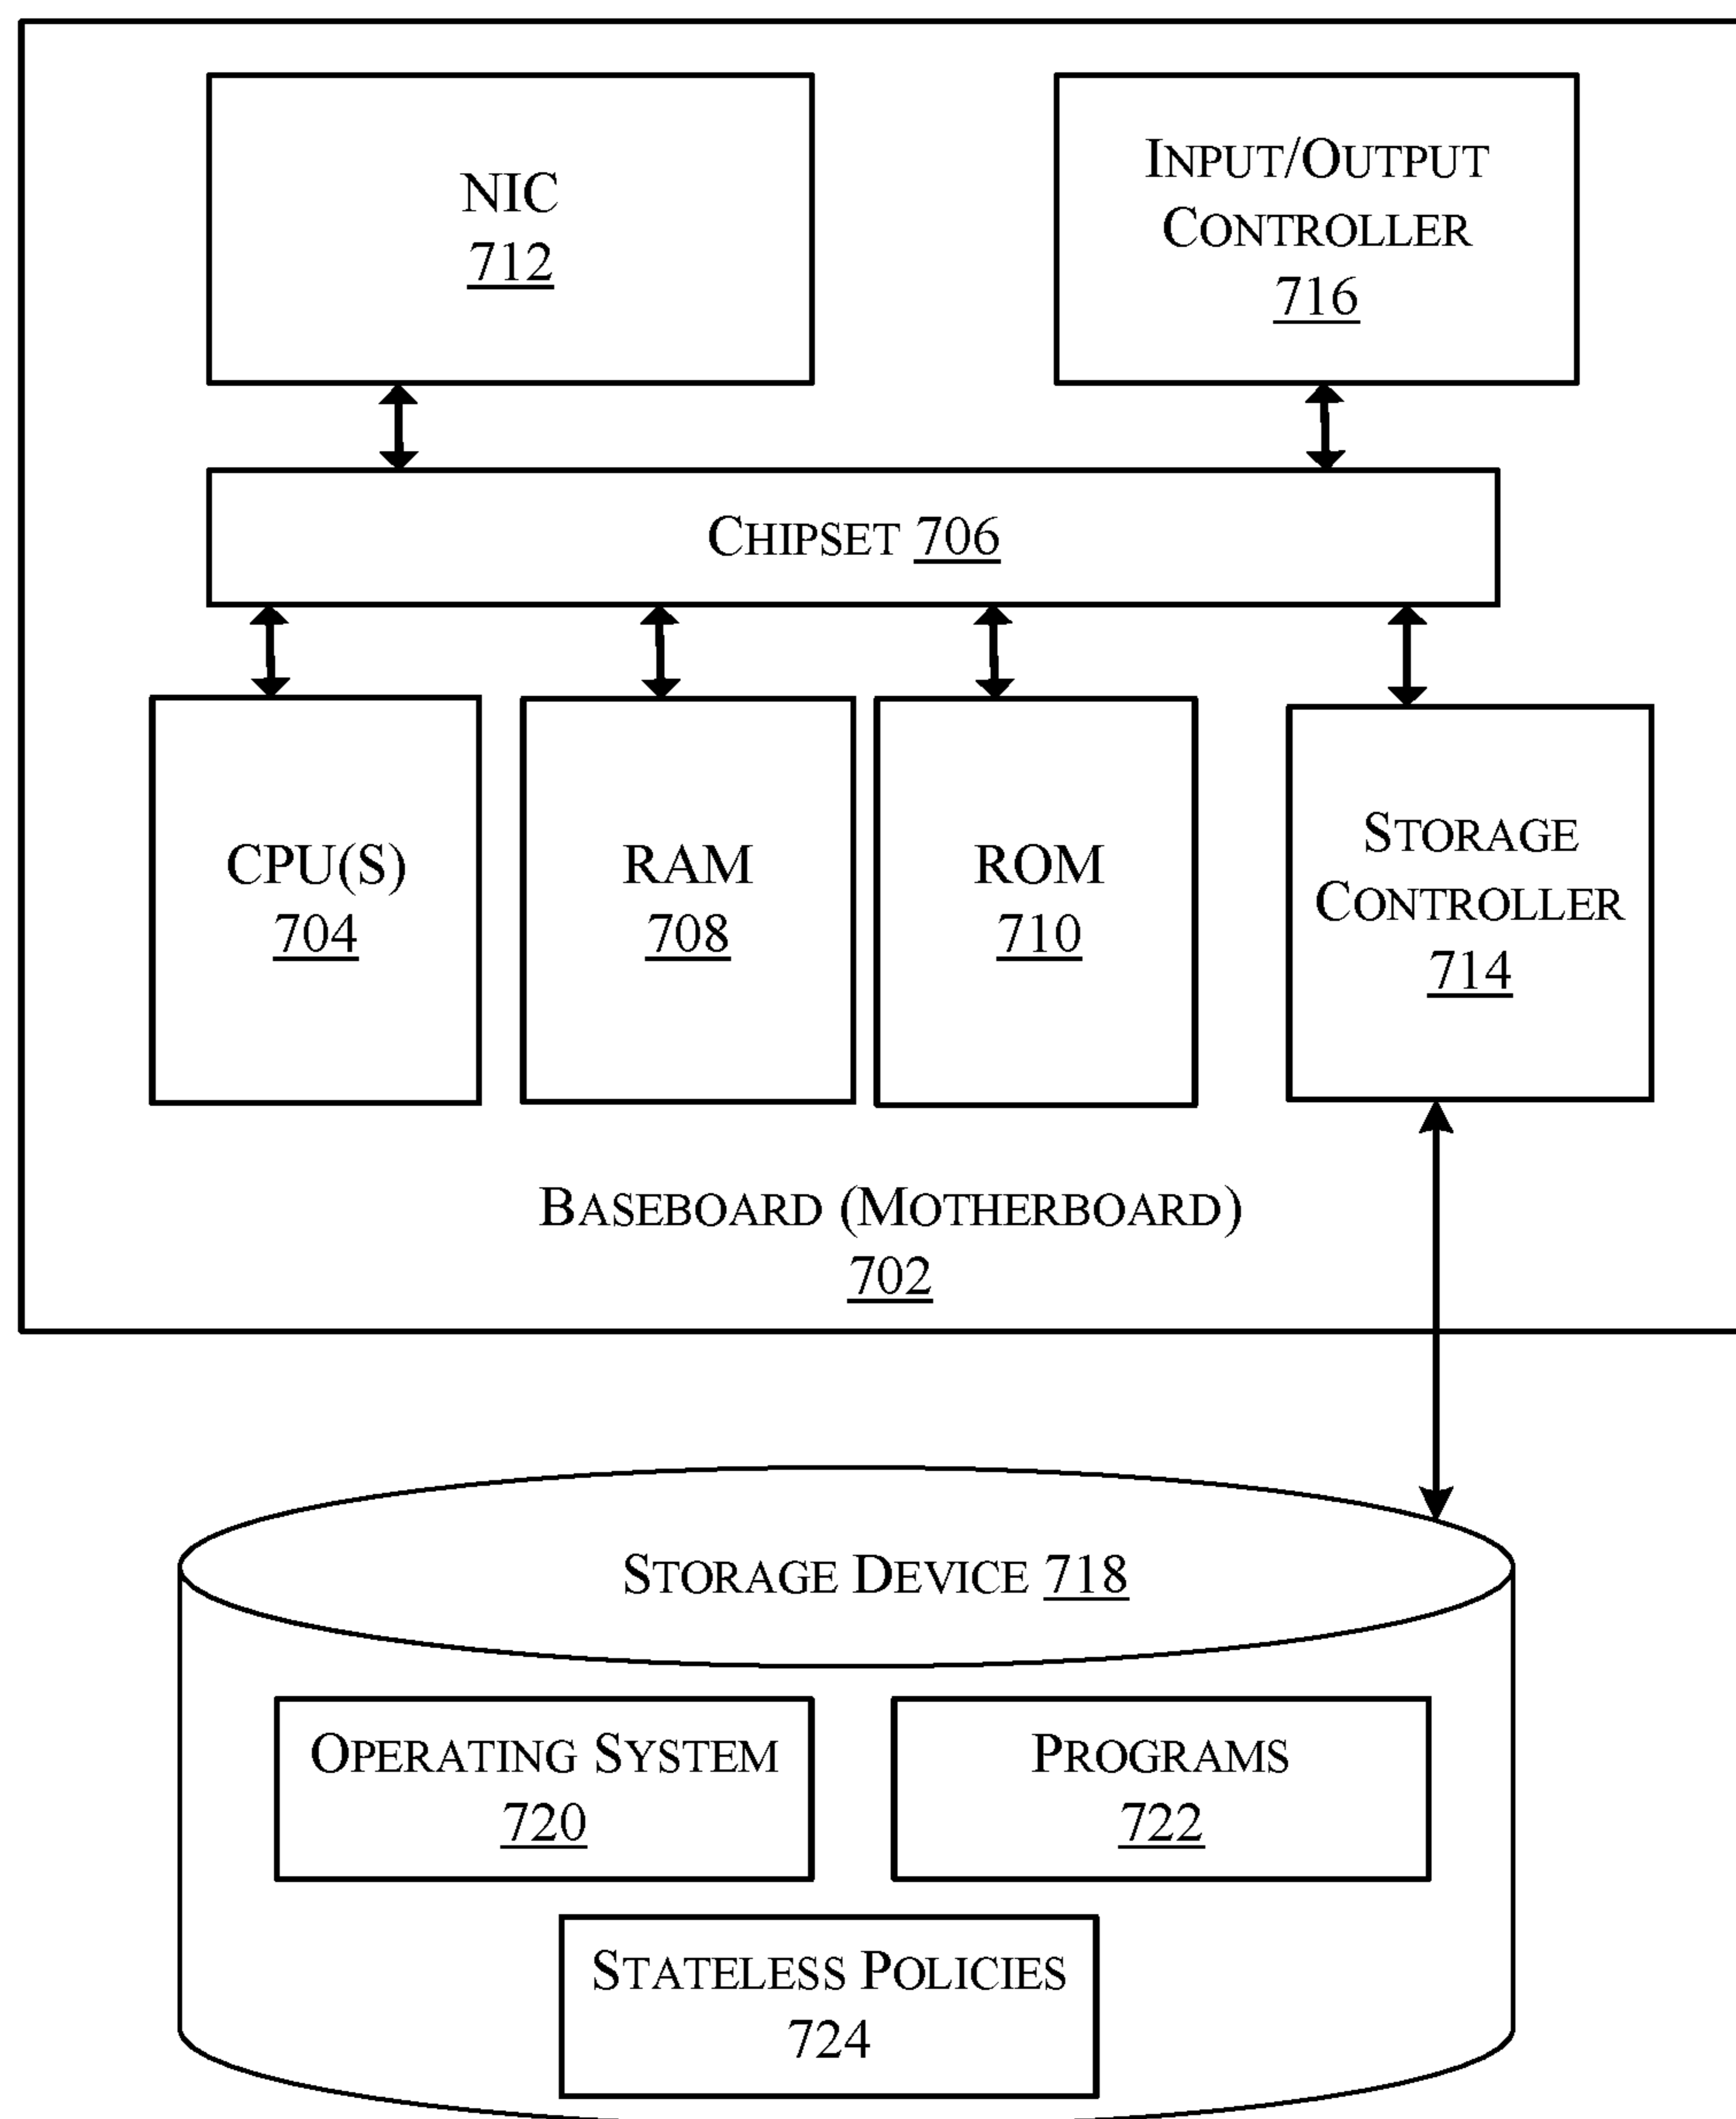 NIC
712
INPUT/OUTPUT
CONTROLLER
716
CHIPSET 706
CPU(S)
704
RAM
708
ROM
710
STORAGE
CONTROLLER
714
BASEBOARD (MOTHERBOARD)
702
STORAGE DEVICE 718
OPERATING SYSTEM
720
PROGRAMS
722
STATELESS POLICIES
724